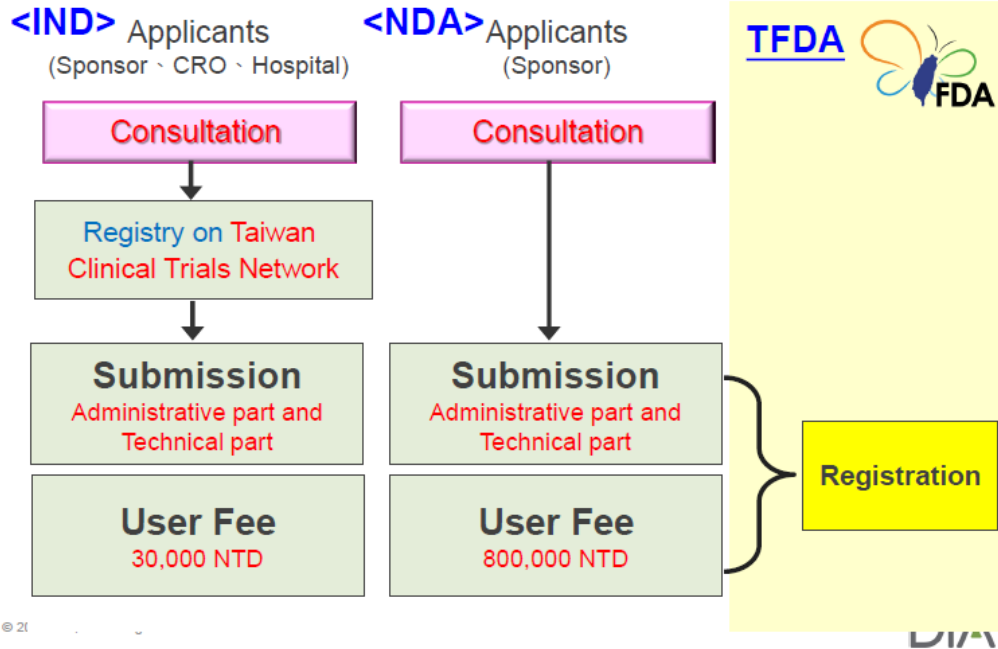 <IND>
Applicants
(Sponsor、CRO、Hospital)
Consultation
Registry on Taiwan
Clinical Trials Network
Submission
Administrative part and
Technical part
User Fee
30,000 NTD
<NDA>
Applicants
(Sponsor)
Consultation
Submission
Administrative part and
Technical part
User Fee
800,000 NTD
TFDA
FDA
Registration
©